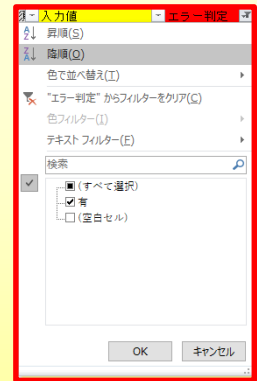 入力値 エラー判定
昇順(S)
降順(O)
色で並べ替え(T)
"エラー判定" からフィルターをクリア(C)
色フィルター(I)
テキスト フィルター(F)
検索
(すべて選択)
有
(空白セル)
OK キャンセル